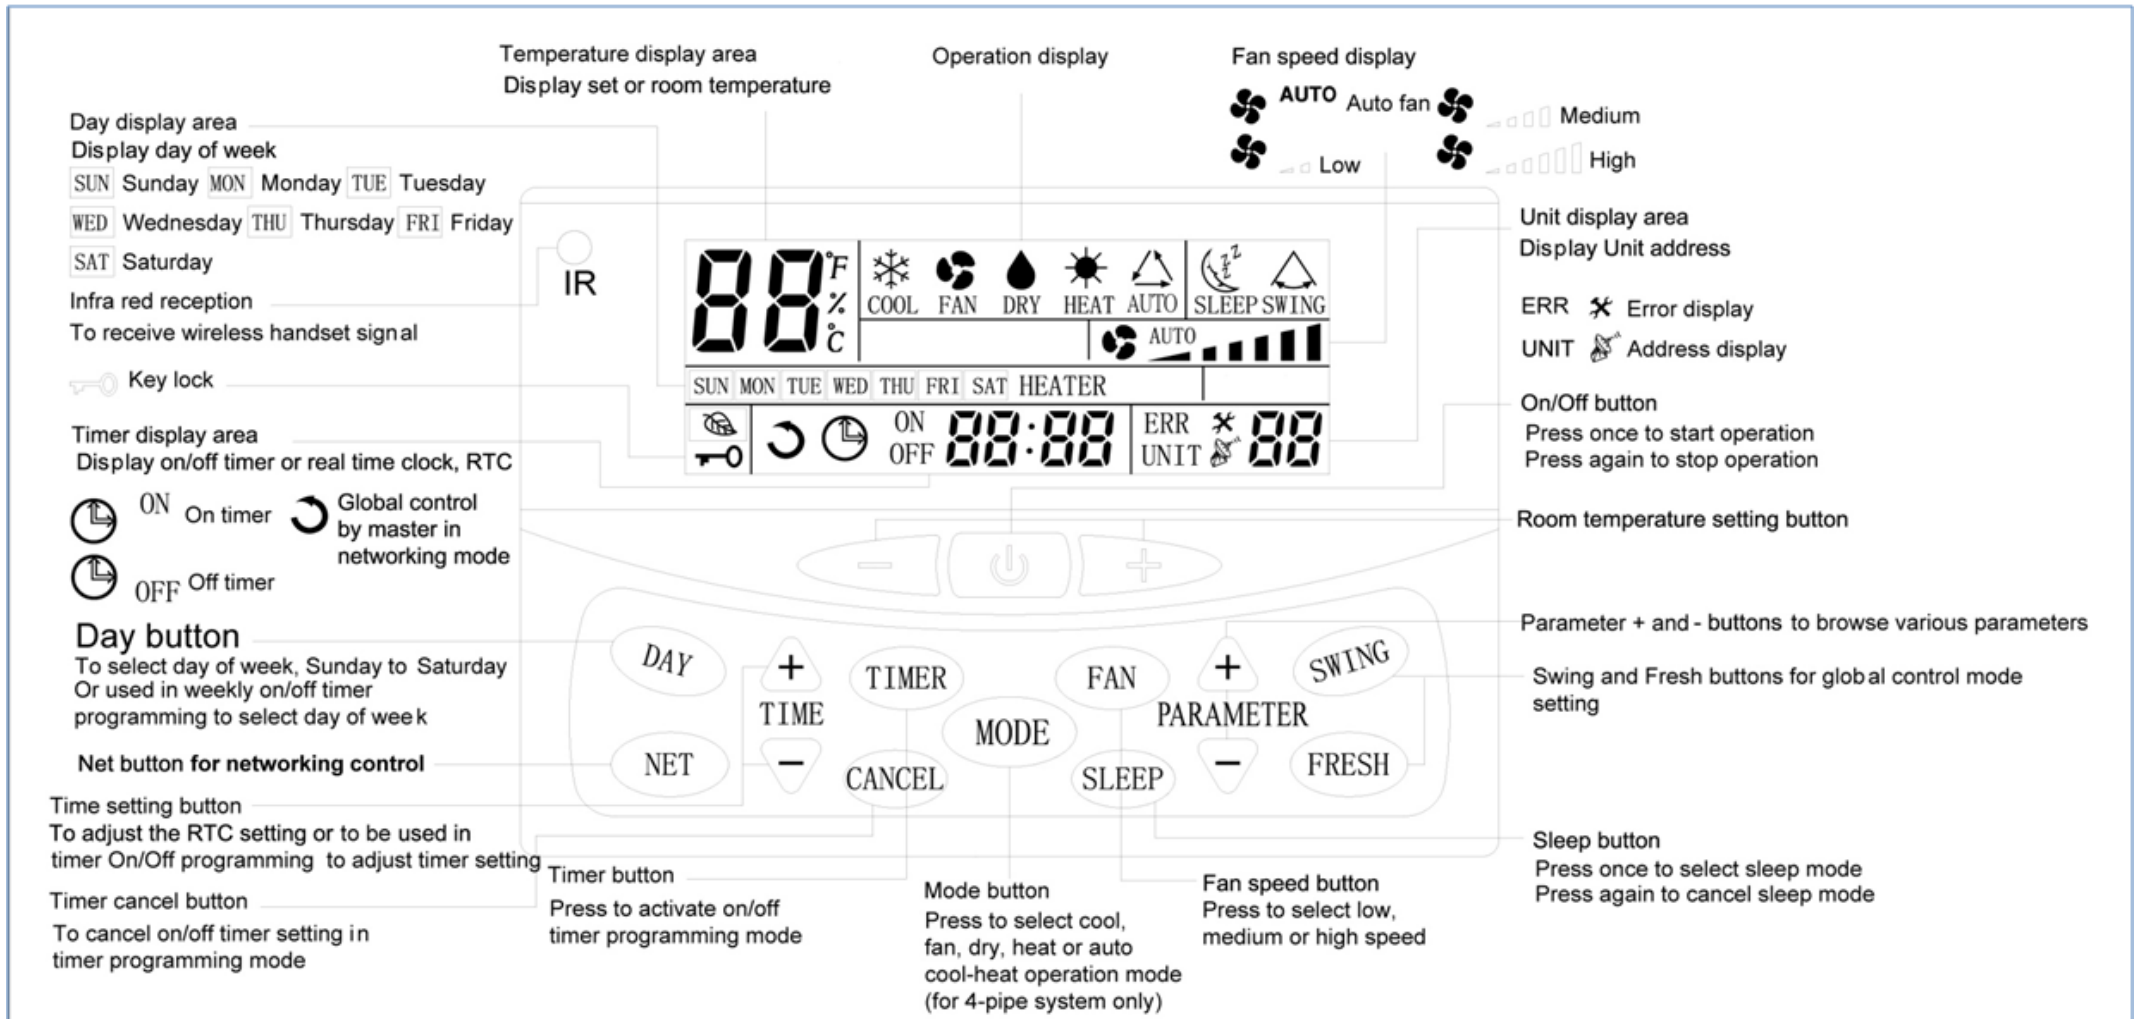 Temperature display area
Display set or room temperature
Operation display
Fan speed display
AUTO Auto fan
Medium
Low
High
Day display area
Display day of week
SUN Sunday MON Monday TUE Tuesday
WED Wednesday THU Thursday FRI Friday
SAT Saturday
Infra red reception
To receive wireless handset signal
Key lock
Timer display area
Display on/off timer or real time clock, RTC
ON On timer
Global control
by master in
networking mode
OFF Off timer
Day button
To select day of week, Sunday to Saturday
Or used in weekly on/off timer
programming to select day of week
Net button for networking control
Time setting button
To adjust the RTC setting or to be used in
timer On/Off programming to adjust timer setting
Timer cancel button
To cancel on/off timer setting in
timer programming mode
IR
88 °F
%
°C
COOL FAN DRY HEAT AUTO SLEEP SWING
AUTO
SUN MON TUE WED THU FRI SAT HEATER
ON
OFF
88:88
ERR
UNIT
88
DAY
+
TIME
−
TIMER
FAN
+
PARAMETER
−
SWING
MODE
NET
CANCEL
SLEEP
FRESH
Unit display area
Display Unit address
ERR Error display
UNIT Address display
On/Off button
Press once to start operation
Press again to stop operation
Room temperature setting button
Parameter + and - buttons to browse various parameters
Swing and Fresh buttons for global control mode
setting
Sleep button
Press once to select sleep mode
Press again to cancel sleep mode
Timer button
Press to activate on/off
timer programming mode
Mode button
Press to select cool,
fan, dry, heat or auto
cool-heat operation mode
(for 4-pipe system only)
Fan speed button
Press to select low,
medium or high speed